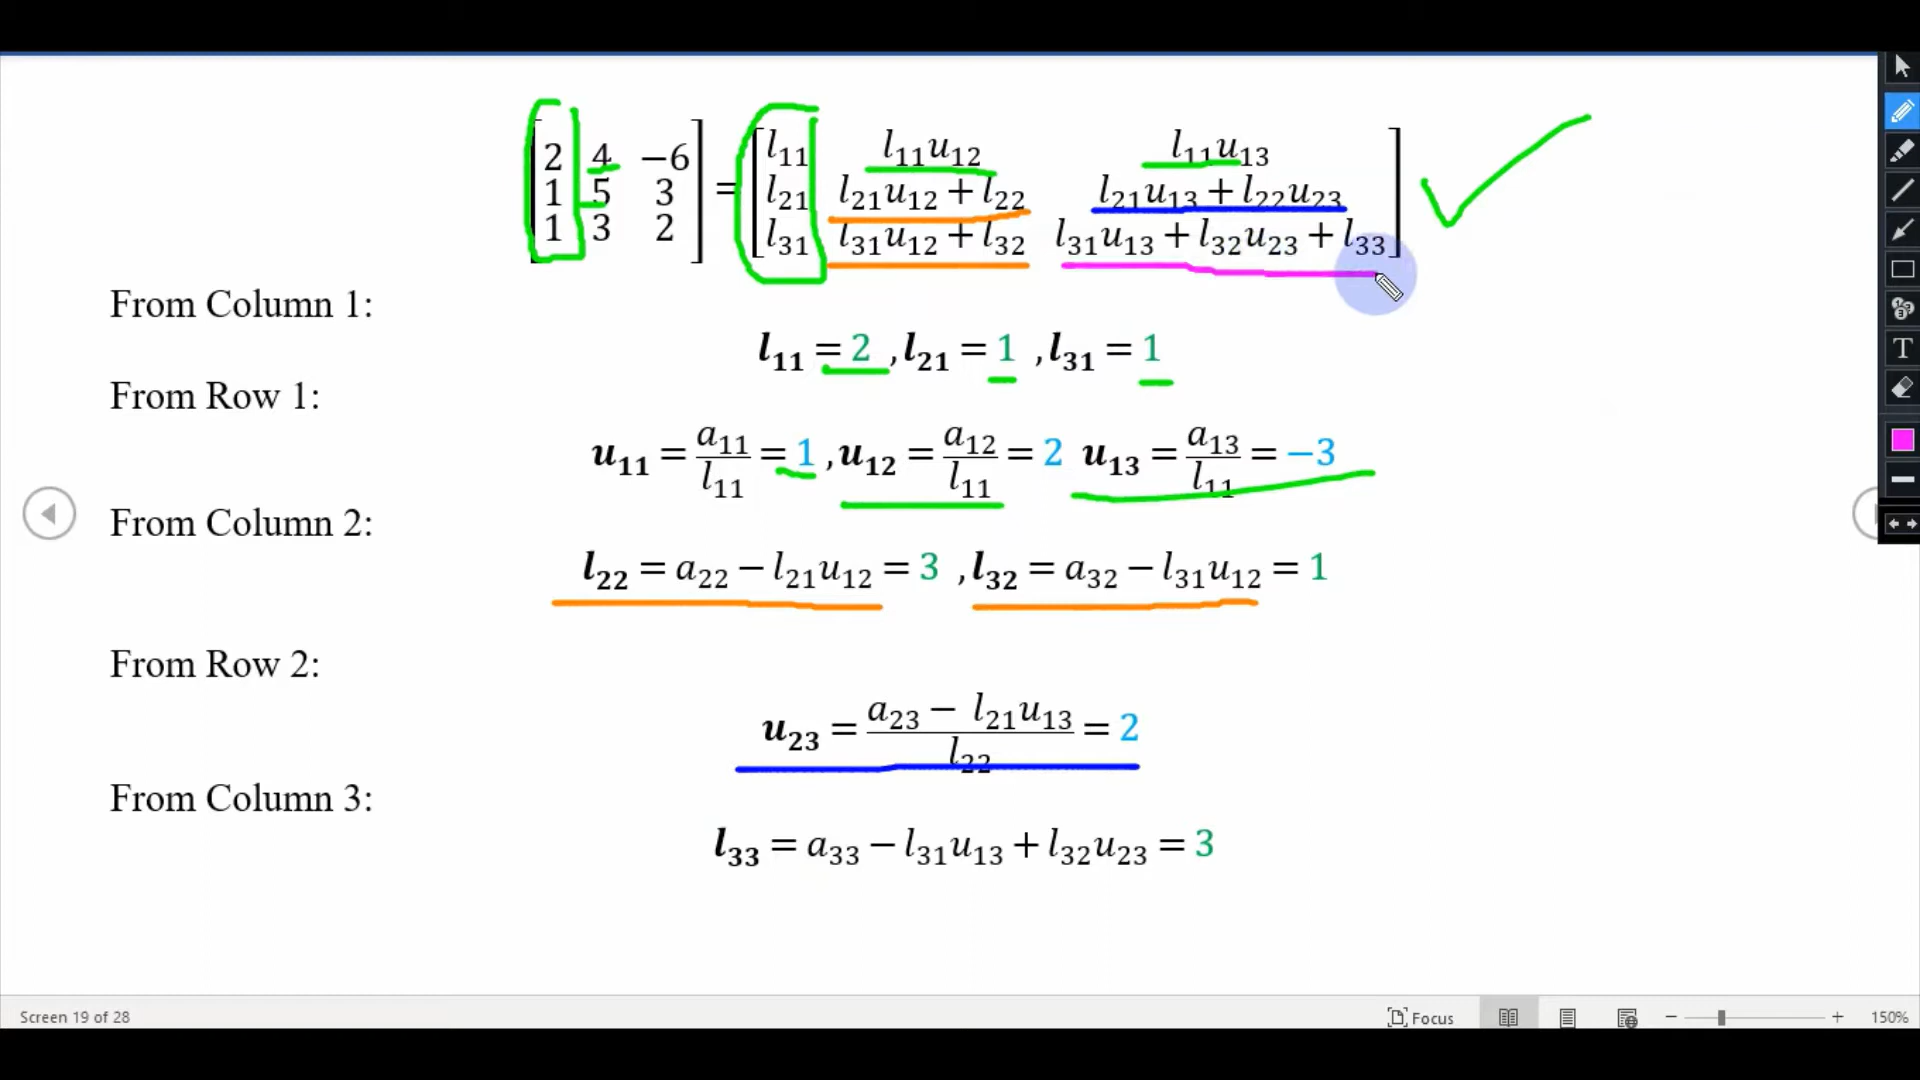 [2 4 −6; 1 5 3; 1 3 2] = [l₁₁ l₁₁u₁₂ l₁₁u₁₃; l₂₁ l₂₁u₁₂ + l₂₂ l₂₁u₁₃ + l₂₂u₂₃; l₃₁ l₃₁u₁₂ + l₃₂ l₃₁u₁₃ + l₃₂u₂₃ + l₃₃]
From Column 1:
l₁₁ = 2 , l₂₁ = 1 , l₃₁ = 1
From Row 1:
u₁₁ = a₁₁/l₁₁ = 1 , u₁₂ = a₁₂/l₁₁ = 2 u₁₃ = a₁₃/l₁₁ = −3
From Column 2:
l₂₂ = a₂₂ − l₂₁u₁₂ = 3 , l₃₂ = a₃₂ − l₃₁u₁₂ = 1
From Row 2:
u₂₃ = (a₂₃ − l₂₁u₁₃)/l₂₂ = 2
From Column 3:
l₃₃ = a₃₃ − l₃₁u₁₃ + l₃₂u₂₃ = 3
Screen 19 of 28
Focus
150%